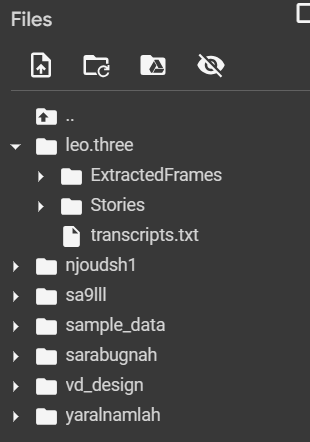 Files
..
leo.three
ExtractedFrames
Stories
transcripts.txt
njoudsh1
sa9lll
sample_data
sarabugnah
vd_design
yaralnamlah